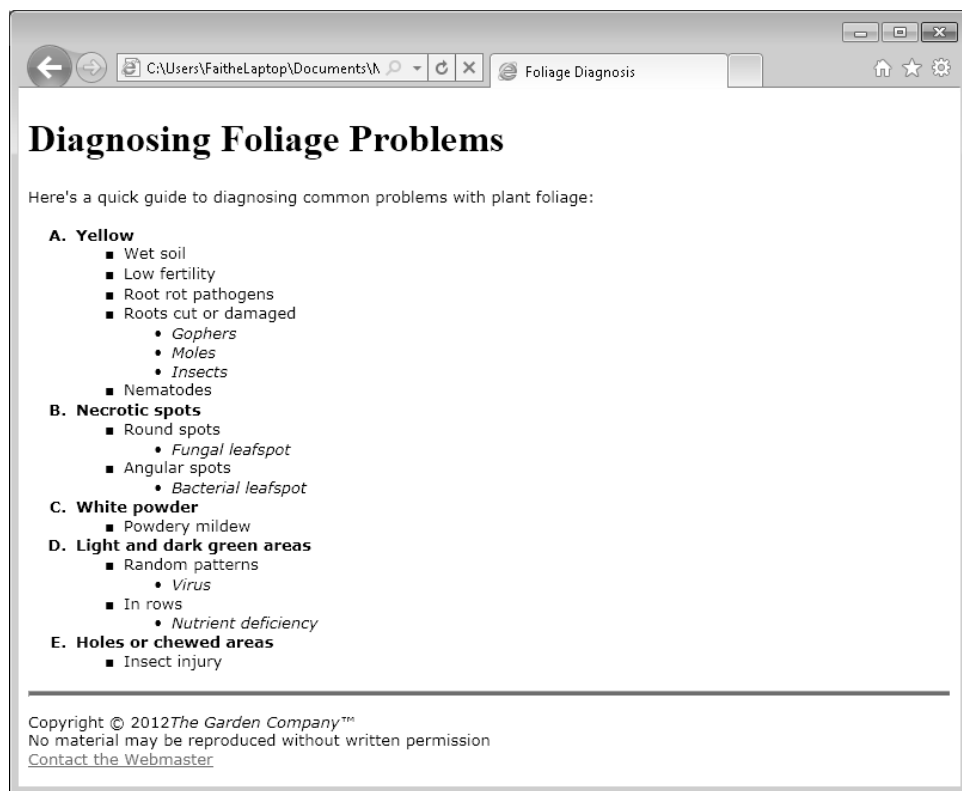 C:\Users\FaitheLaptop\Documents\
Foliage Diagnosis
Diagnosing Foliage Problems
Here's a quick guide to diagnosing common problems with plant foliage:
A. Yellow
▪ Wet soil
▪ Low fertility
▪ Root rot pathogens
▪ Roots cut or damaged
• Gophers
• Moles
• Insects
▪ Nematodes
B. Necrotic spots
▪ Round spots
• Fungal leafspot
▪ Angular spots
• Bacterial leafspot
C. White powder
▪ Powdery mildew
D. Light and dark green areas
▪ Random patterns
• Virus
▪ In rows
• Nutrient deficiency
E. Holes or chewed areas
▪ Insect injury
Copyright © 2012The Garden Company™
No material may be reproduced without written permission
Contact the Webmaster